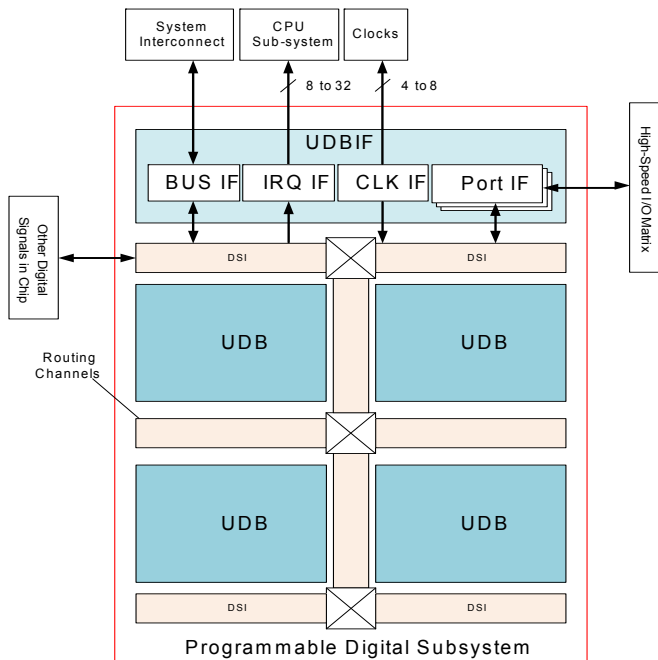 System
Interconnect
CPU
Sub-system
Clocks
8 to 32
4 to 8
High-Speed I/O Matrix
UDBIF
BUS IF
IRQ IF
CLK IF
Port IF
Other Digital
Signals in Chip
DSI
DSI
UDB
UDB
Routing
Channels
UDB
UDB
DSI
DSI
Programmable Digital Subsystem